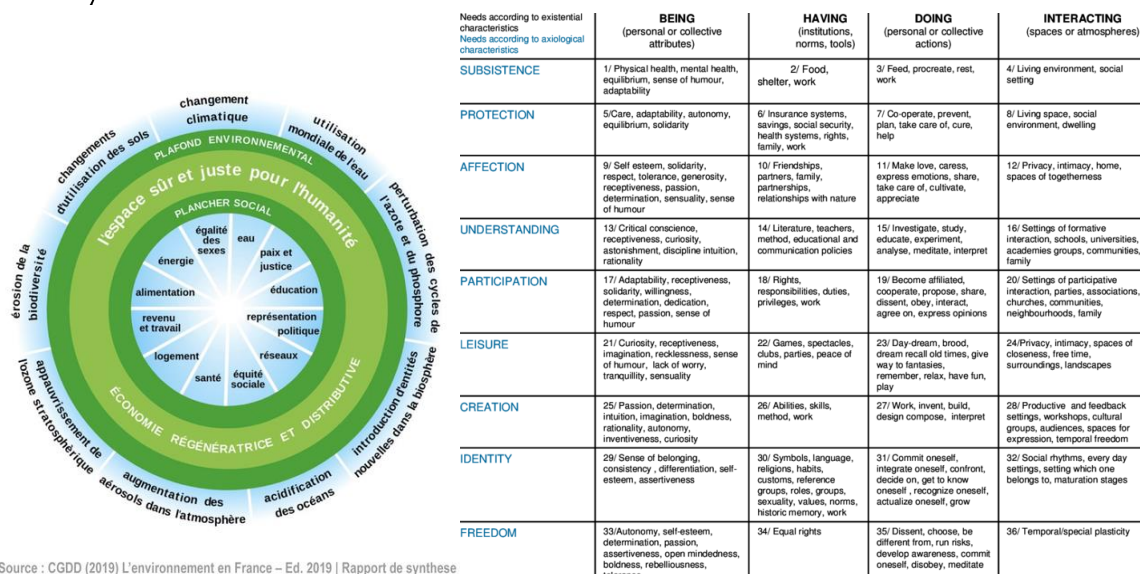 changement
climatique
utilisation
mondiale de l'eau
perturbation des cycles de
l'azote et du phosphore
introduction d'entités
nouvelles dans la biosphère
acidification
des océans
augmentation des
aérosols dans l'atmosphère
appauvrissement de
l'ozone stratosphérique
érosion de la
biodiversité
changements
d'utilisation des sols
PLAFOND ENVIRONNEMENTAL
l'espace sûr et juste pour l'humanité
PLANCHER SOCIAL
égalité
des
sexes
eau
paix et
justice
éducation
représentation
politique
réseaux
équité
sociale
santé
logement
revenu
et travail
alimentation
énergie
ÉCONOMIE RÉGÉNÉRATRICE ET DISTRIBUTIVE
Source : CGDD (2019) L'environnement en France – Ed. 2019 | Rapport de synthese
Needs according to existential
characteristics
Needs according to axiological
characteristics
BEING
(personal or collective
attributes)
HAVING
(institutions,
norms, tools)
DOING
(personal or collective
actions)
INTERACTING
(spaces or atmospheres)
SUBSISTENCE
1/ Physical health, mental health,
equilibrium, sense of humour,
adaptability
2/ Food,
shelter, work
3/ Feed, procreate, rest,
work
4/ Living environment, social
setting
PROTECTION
5/Care, adaptability, autonomy,
equilibrium, solidarity
6/ Insurance systems,
savings, social security,
health systems, rights,
family, work
7/ Co-operate, prevent,
plan, take care of, cure,
help
8/ Living space, social
environment, dwelling
AFFECTION
9/ Self esteem, solidarity,
respect, tolerance, generosity,
receptiveness, passion,
determination, sensuality, sense
of humour
10/ Friendships,
partners, family,
partnerships,
relationships with nature
11/ Make love, caress,
express emotions, share,
take care of, cultivate,
appreciate
12/ Privacy, intimacy, home,
spaces of togetherness
UNDERSTANDING
13/ Critical conscience,
receptiveness, curiosity,
astonishment, discipline intuition,
rationality
14/ Literature, teachers,
method, educational and
communication policies
15/ Investigate, study,
educate, experiment,
analyse, meditate, interpret
16/ Settings of formative
interaction, schools, universities,
academies groups, communities,
family
PARTICIPATION
17/ Adaptability, receptiveness,
solidarity, willingness,
determination, dedication,
respect, passion, sense of
humour
18/ Rights,
responsibilities, duties,
privileges, work
19/ Become affiliated,
cooperate, propose, share,
dissent, obey, interact,
agree on, express opinions
20/ Settings of participative
interaction, parties, associations,
churches, communities,
neighbourhoods, family
LEISURE
21/ Curiosity, receptiveness,
imagination, recklessness, sense
of humour, lack of worry,
tranquillity, sensuality
22/ Games, spectacles,
clubs, parties, peace of
mind
23/ Day-dream, brood,
dream recall old times, give
way to fantasies,
remember, relax, have fun,
play
24/Privacy, intimacy, spaces of
closeness, free time,
surroundings, landscapes
CREATION
25/ Passion, determination,
intuition, imagination, boldness,
rationality, autonomy,
inventiveness, curiosity
26/ Abilities, skills,
method, work
27/ Work, invent, build,
design compose, interpret
28/ Productive and feedback
settings, workshops, cultural
groups, audiences, spaces for
expression, temporal freedom
IDENTITY
29/ Sense of belonging,
consistency , differentiation, self-
esteem, assertiveness
30/ Symbols, language,
religions, habits,
customs, reference
groups, roles, groups,
sexuality, values, norms,
historic memory, work
31/ Commit oneself,
integrate oneself, confront,
decide on, get to know
oneself , recognize oneself,
actualize oneself, grow
32/ Social rhythms, every day
settings, setting which one
belongs to, maturation stages
FREEDOM
33/Autonomy, self-esteem,
determination, passion,
assertiveness, open mindedness,
boldness, rebelliousness,
34/ Equal rights
35/ Dissent, choose, be
different from, run risks,
develop awareness, commit
oneself, disobey, meditate
36/ Temporal/special plasticity